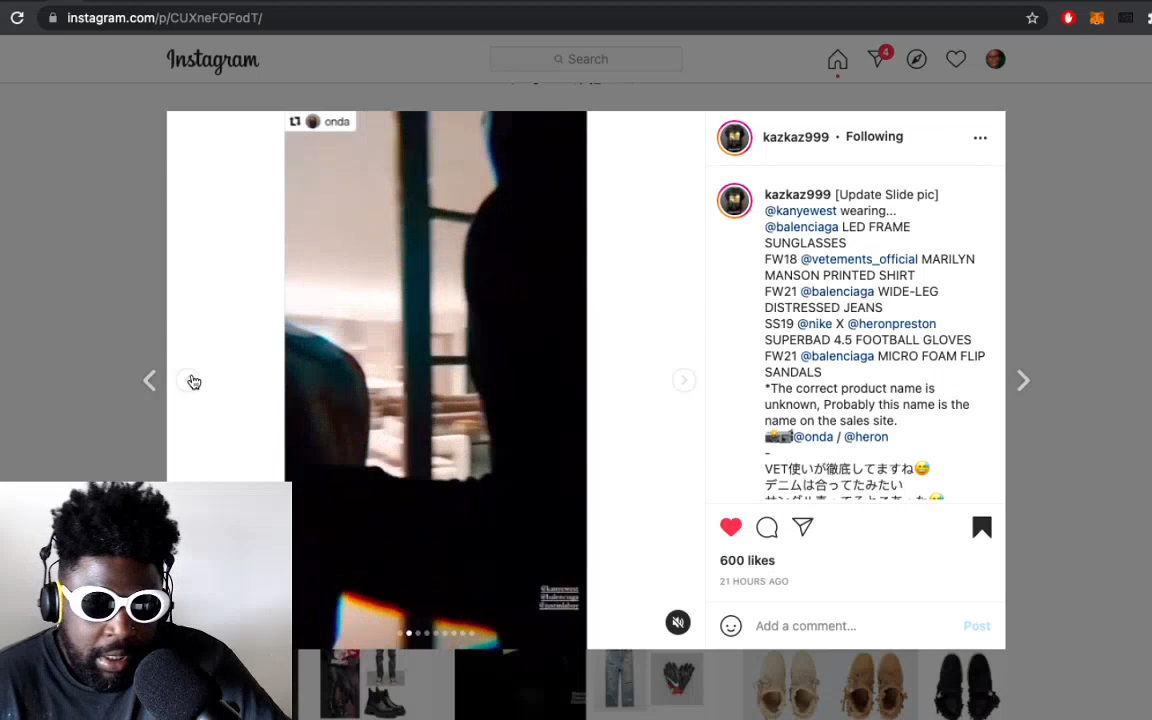 instagram.com/p/CUXneFOFodT/
Instagram
Search
4
onda
kazkaz999 • Following
kazkaz999 [Update Slide pic]
@kanyewest wearing...
@balenciaga LED FRAME
SUNGLASSES
FW18 @vetements_official MARILYN
MANSON PRINTED SHIRT
FW21 @balenciaga WIDE-LEG
DISTRESSED JEANS
SS19 @nike X @heronpreston
SUPERBAD 4.5 FOOTBALL GLOVES
FW21 @balenciaga MICRO FOAM FLIP
SANDALS
*The correct product name is
unknown, Probably this name is the
name on the sales site.
📸📹@onda / @heron
-
VET使いが徹底してますね😅
デニムは合ってたみたい
@kanyewest
@balenciaga
600 likes
21 HOURS AGO
Add a comment...
Post